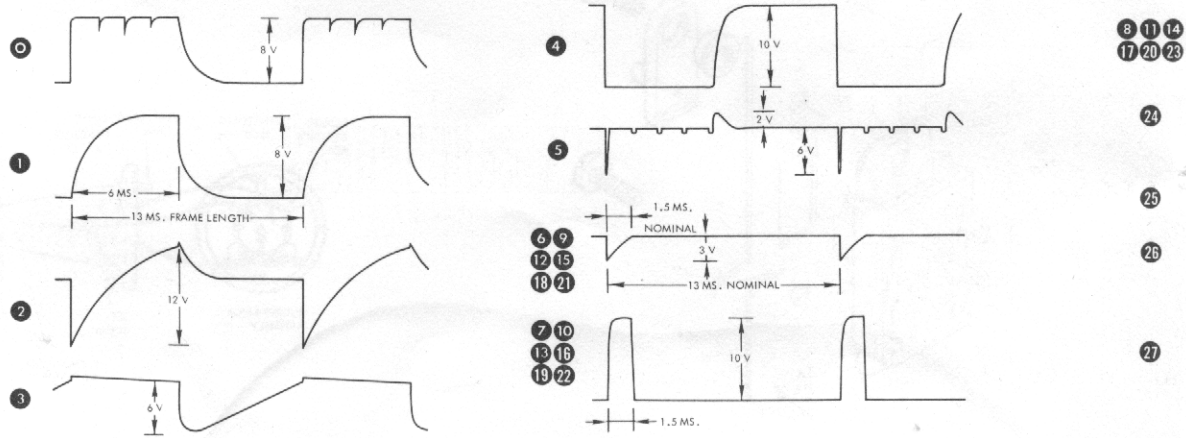 0
8 V
1
8 V
6 MS.
13 MS. FRAME LENGTH
2
12 V
3
6 V
4
10 V
5
2 V
6 V
1.5 MS.
NOMINAL
6 9
12 15
18 21
3 V
13 MS. NOMINAL
7 10
13 16
19 22
10 V
1.5 MS.
8 11 14
17 20 23
24
25
26
27